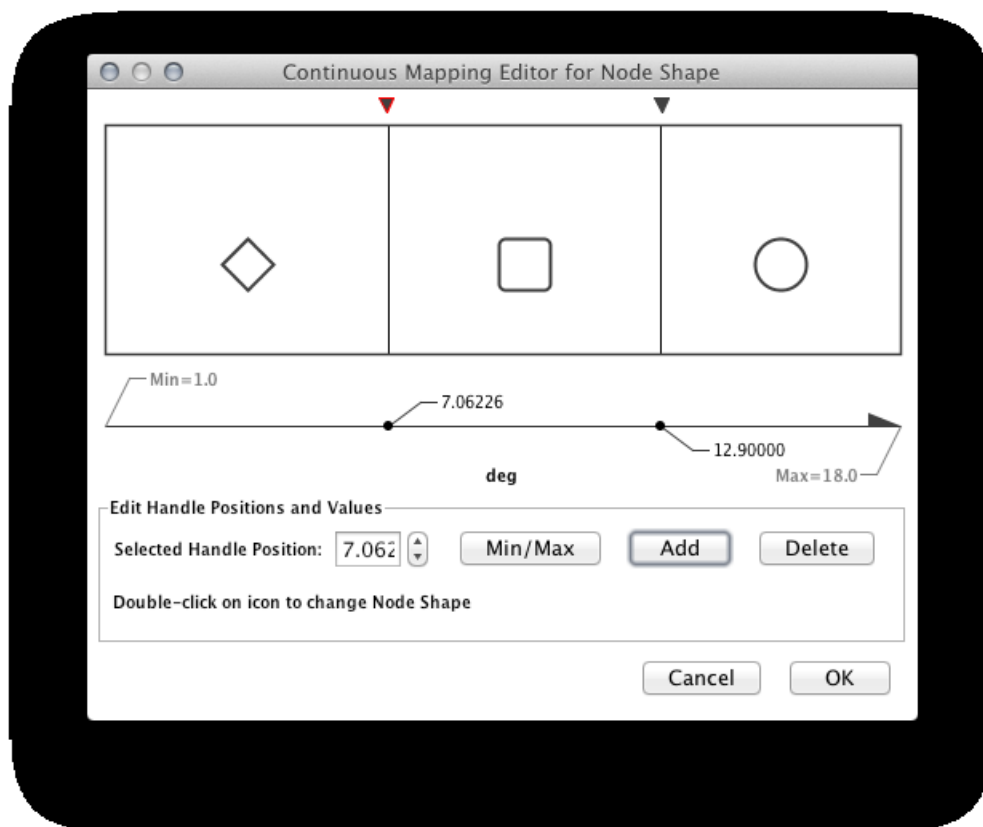 Continuous Mapping Editor for Node Shape
Min=1.0
7.06226
12.90000
deg
Max=18.0
Edit Handle Positions and Values
Selected Handle Position: 7.062 Min/Max Add Delete
Double-click on icon to change Node Shape
Cancel OK